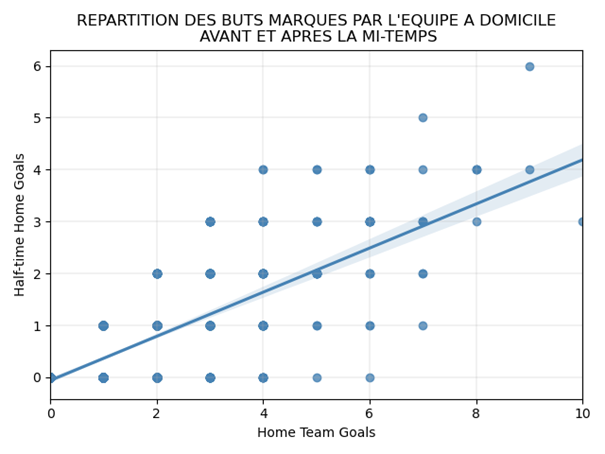 REPARTITION DES BUTS MARQUES PAR L'EQUIPE A DOMICILE
AVANT ET APRES LA MI-TEMPS
6
5
4
3
2
1
0
Half-time Home Goals
0 2 4 6 8 10
Home Team Goals